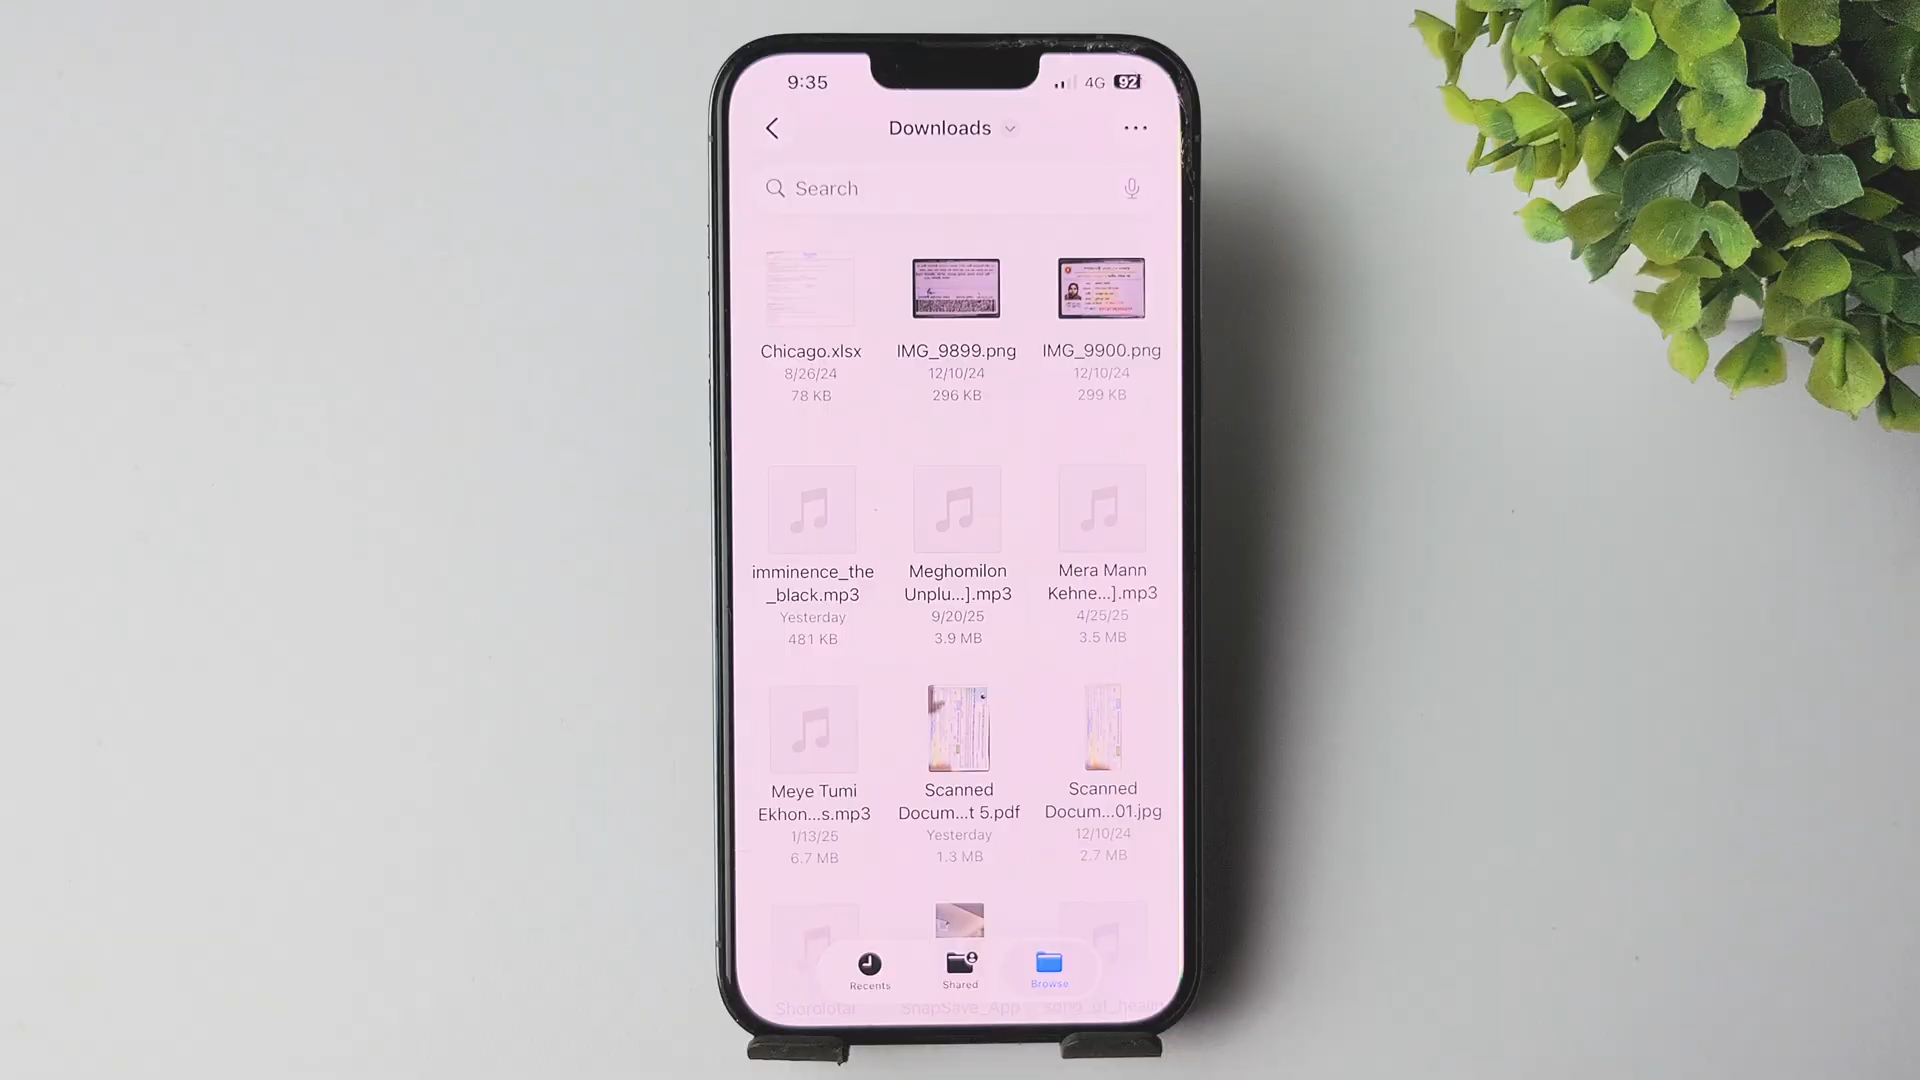 9:35
4G 92
Downloads
Search
Chicago.xlsx
8/26/24
78 KB
IMG_9899.png
12/10/24
296 KB
IMG_9900.png
12/10/24
299 KB
imminence_the
_black.mp3
Yesterday
481 KB
Meghomilon
Unplu...].mp3
9/20/25
3.9 MB
Mera Mann
Kehne...].mp3
4/25/25
3.5 MB
Meye Tumi
Ekhon...s.mp3
1/13/25
6.7 MB
Scanned
Docum...t 5.pdf
Yesterday
1.3 MB
Scanned
Docum...01.jpg
12/10/24
2.7 MB
Recents
Shared
Browse
SnapSave_App